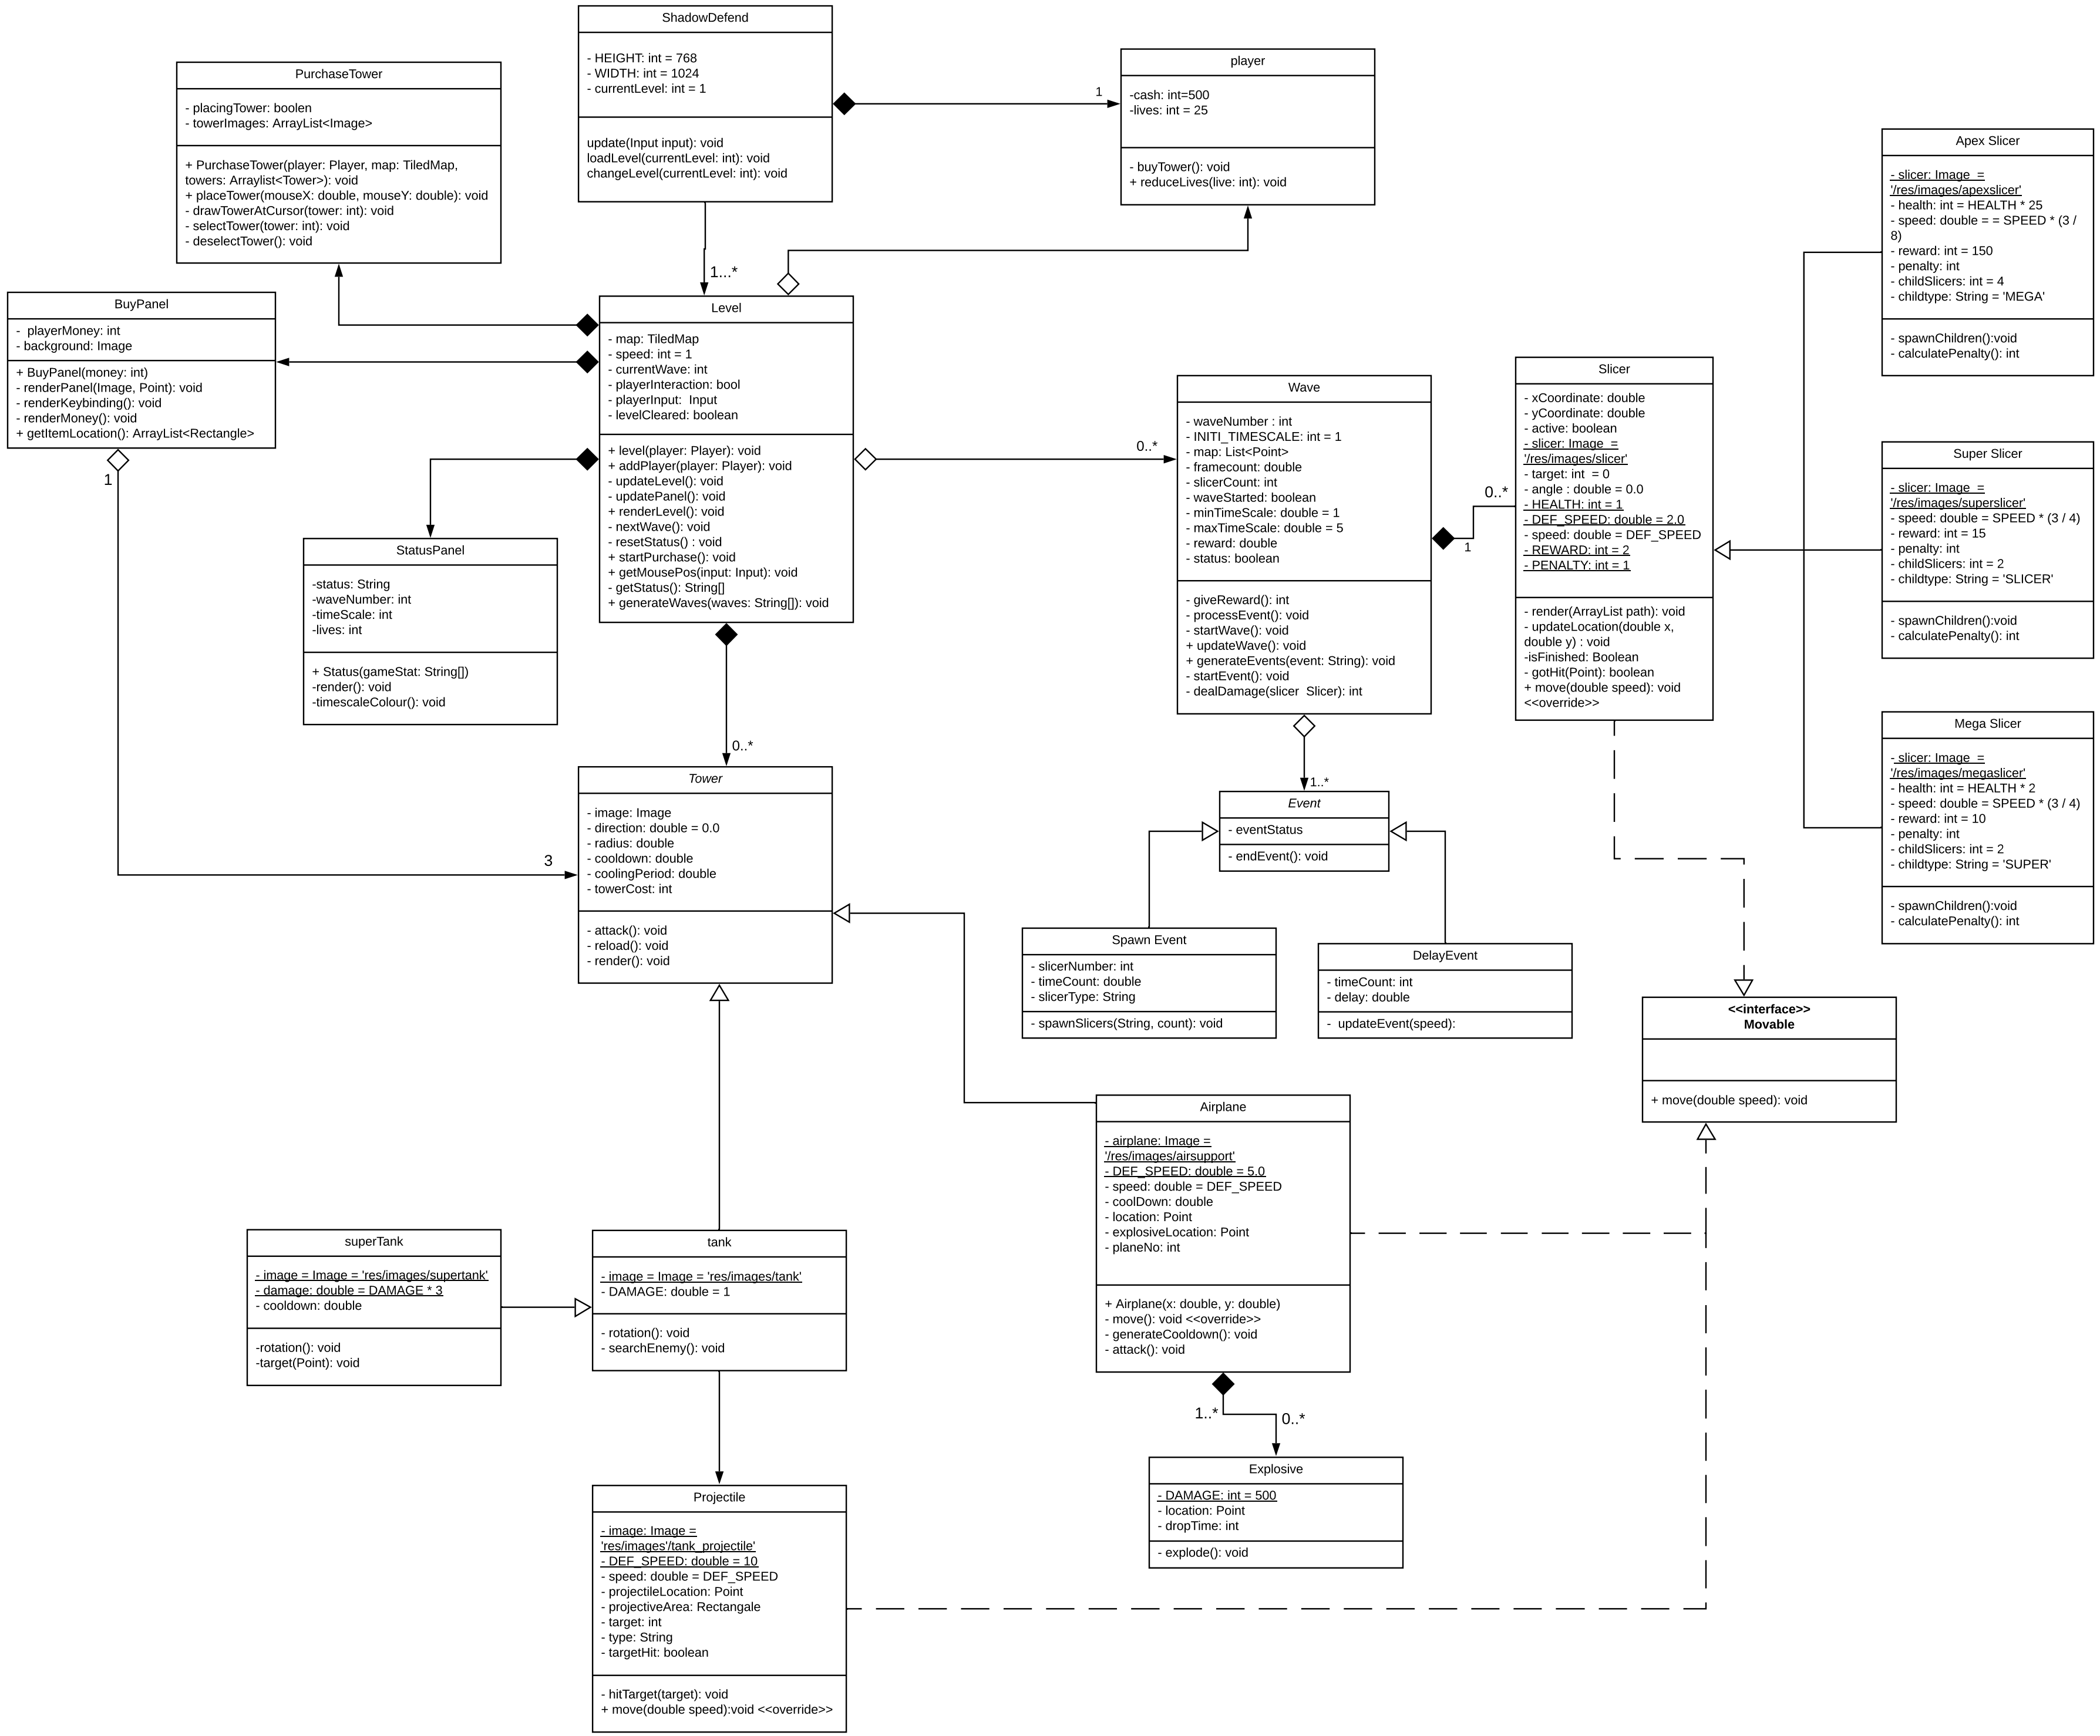 ShadowDefend
- HEIGHT: int = 768
- WIDTH: int = 1024
- currentLevel: int = 1
update(Input input): void
loadLevel(currentLevel: int): void
changeLevel(currentLevel: int): void
1
player
-cash: int=500
-lives: int = 25
- buyTower(): void
+ reduceLives(live: int): void
PurchaseTower
- placingTower: boolen
- towerImages: ArrayList<Image>
+ PurchaseTower(player: Player, map: TiledMap,
towers: Arraylist<Tower>): void
+ placeTower(mouseX: double, mouseY: double): void
- drawTowerAtCursor(tower: int): void
- selectTower(tower: int): void
- deselectTower(): void
BuyPanel
-  playerMoney: int
- background: Image
+ BuyPanel(money: int)
- renderPanel(Image, Point): void
- renderKeybinding(): void
- renderMoney(): void
+ getItemLocation(): ArrayList<Rectangle>
1
1...*
Level
- map: TiledMap
- speed: int = 1
- currentWave: int
- playerInteraction: bool
- playerInput:  Input
- levelCleared: boolean
+ level(player: Player): void
+ addPlayer(player: Player): void
- updateLevel(): void
- updatePanel(): void
+ renderLevel(): void
- nextWave(): void
- resetStatus() : void
+ startPurchase(): void
+ getMousePos(input: Input): void
- getStatus(): String[]
+ generateWaves(waves: String[]): void
StatusPanel
-status: String
-waveNumber: int
-timeScale: int
-lives: int
+ Status(gameStat: String[])
-render(): void
-timescaleColour(): void
0..*
Wave
- waveNumber : int
- INITI_TIMESCALE: int = 1
- map: List<Point>
- framecount: double
- slicerCount: int
- waveStarted: boolean
- minTimeScale: double = 1
- maxTimeScale: double = 5
- reward: double
- status: boolean
- giveReward(): int
- processEvent(): void
- startWave(): void
+ updateWave(): void
+ generateEvents(event: String): void
- startEvent(): void
- dealDamage(slicer  Slicer): int
0..*
1
Slicer
- xCoordinate: double
- yCoordinate: double
- active: boolean
- slicer: Image  =
'/res/images/slicer'
- target: int  = 0
- angle : double = 0.0
- HEALTH: int = 1
- DEF_SPEED: double = 2.0
- speed: double = DEF_SPEED
- REWARD: int = 2
- PENALTY: int = 1
- render(ArrayList path): void
- updateLocation(double x,
double y) : void
-isFinished: Boolean
- gotHit(Point): boolean
+ move(double speed): void
<<override>>
Apex Slicer
- slicer: Image  =
'/res/images/apexslicer'
- health: int = HEALTH * 25
- speed: double = = SPEED * (3 /
8)
- reward: int = 150
- penalty: int
- childSlicers: int = 4
- childtype: String = 'MEGA'
- spawnChildren():void
- calculatePenalty(): int
Super Slicer
- slicer: Image  =
'/res/images/superslicer'
- speed: double = SPEED * (3 / 4)
- reward: int = 15
- penalty: int
- childSlicers: int = 2
- childtype: String = 'SLICER'
- spawnChildren():void
- calculatePenalty(): int
Mega Slicer
- slicer: Image  =
'/res/images/megaslicer'
- health: int = HEALTH * 2
- speed: double = SPEED * (3 / 4)
- reward: int = 10
- penalty: int
- childSlicers: int = 2
- childtype: String = 'SUPER'
- spawnChildren():void
- calculatePenalty(): int
0..*
3
Tower
- image: Image
- direction: double = 0.0
- radius: double
- cooldown: double
- coolingPeriod: double
- towerCost: int
- attack(): void
- reload(): void
- render(): void
1..*
Event
- eventStatus
- endEvent(): void
Spawn Event
- slicerNumber: int
- timeCount: double
- slicerType: String
- spawnSlicers(String, count): void
DelayEvent
- timeCount: int
- delay: double
-  updateEvent(speed):
<<interface>>
Movable
+ move(double speed): void
Airplane
- airplane: Image =
'/res/images/airsupport'
- DEF_SPEED: double = 5.0
- speed: double = DEF_SPEED
- coolDown: double
- location: Point
- explosiveLocation: Point
- planeNo: int
+ Airplane(x: double, y: double)
- move(): void <<override>>
- generateCooldown(): void
- attack(): void
superTank
- image = Image = 'res/images/supertank'
- damage: double = DAMAGE * 3
- cooldown: double
-rotation(): void
-target(Point): void
tank
- image = Image = 'res/images/tank'
- DAMAGE: double = 1
- rotation(): void
- searchEnemy(): void
1..*
0..*
Explosive
- DAMAGE: int = 500
- location: Point
- dropTime: int
- explode(): void
Projectile
- image: Image =
'res/images'/tank_projectile'
- DEF_SPEED: double = 10
- speed: double = DEF_SPEED
- projectileLocation: Point
- projectiveArea: Rectangale
- target: int
- type: String
- targetHit: boolean
- hitTarget(target): void
+ move(double speed):void <<override>>